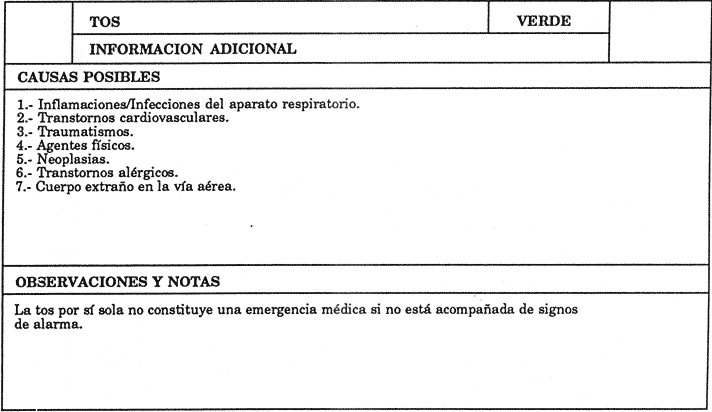 TOS
VERDE
INFORMACION ADICIONAL
CAUSAS POSIBLES
1.- Inflamaciones/Infecciones del aparato respiratorio.
2.- Transtornos cardiovasculares.
3.- Traumatismos.
4.- Agentes físicos.
5.- Neoplasias.
6.- Transtornos alérgicos.
7.- Cuerpo extraño en la vía aérea.
OBSERVACIONES Y NOTAS
La tos por sí sola no constituye una emergencia médica si no está acompañada de signos
de alarma.